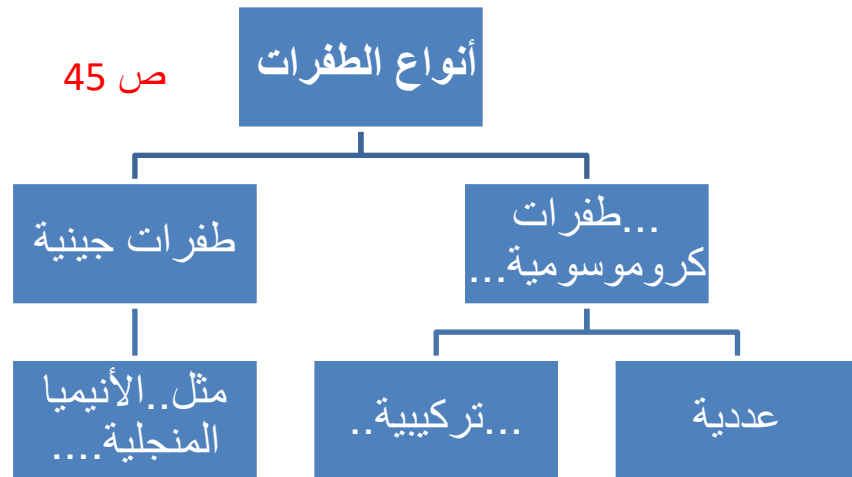 أنواع الطفرات
ص 45
...طفرات
كروموسومية...
طفرات جينية
عددية
...تركيبية..
مثل..الأنيميا
المنجلية....